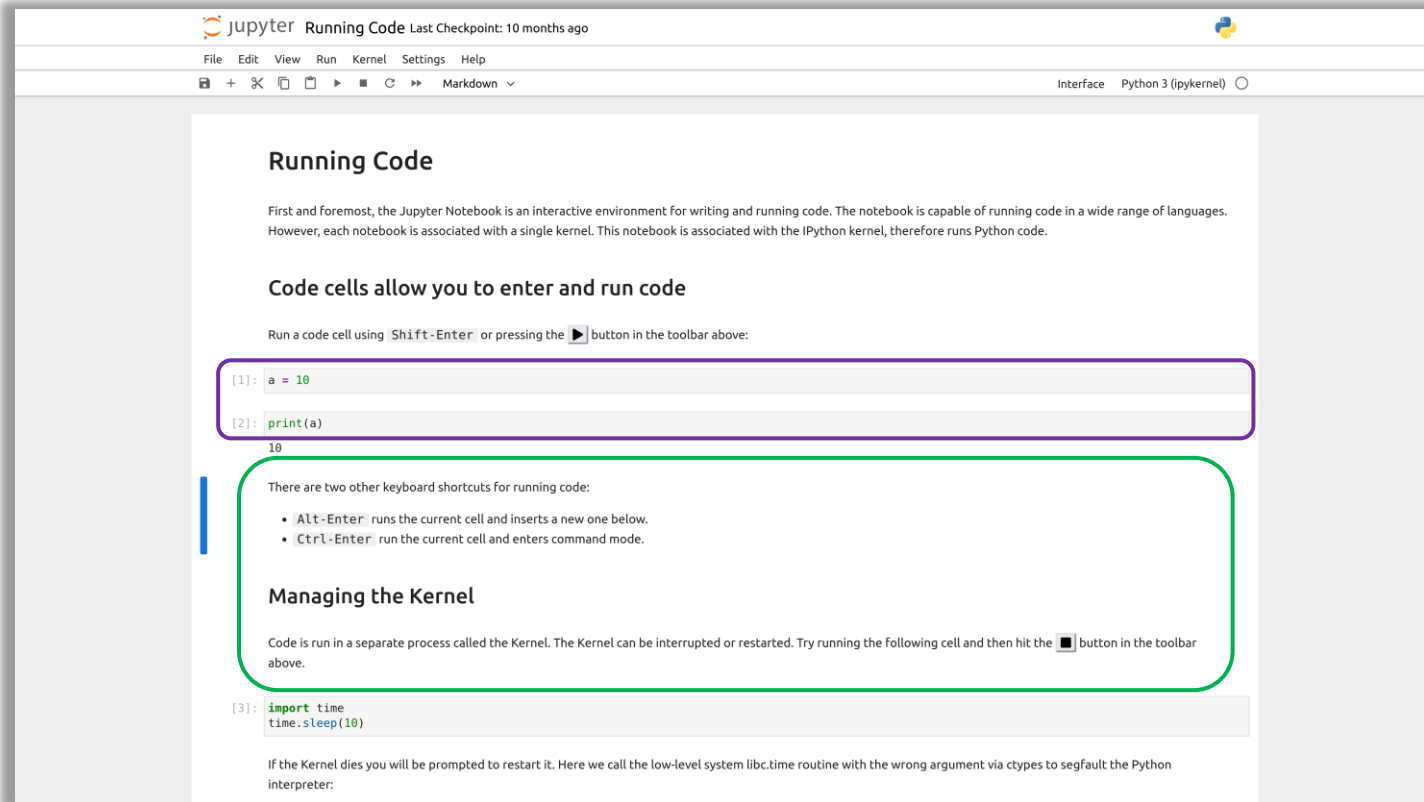 jupyter Running Code Last Checkpoint: 10 months ago
File Edit View Run Kernel Settings Help
Markdown Interface Python 3 (ipykernel)
Running Code
First and foremost, the Jupyter Notebook is an interactive environment for writing and running code. The notebook is capable of running code in a wide range of languages.
However, each notebook is associated with a single kernel. This notebook is associated with the IPython kernel, therefore runs Python code.
Code cells allow you to enter and run code
Run a code cell using Shift-Enter or pressing the button in the toolbar above:
[1]: a = 10
[2]: print(a)
10
There are two other keyboard shortcuts for running code:
• Alt-Enter runs the current cell and inserts a new one below.
• Ctrl-Enter run the current cell and enters command mode.
Managing the Kernel
Code is run in a separate process called the Kernel. The Kernel can be interrupted or restarted. Try running the following cell and then hit the button in the toolbar
above.
[3]: import time
time.sleep(10)
If the Kernel dies you will be prompted to restart it. Here we call the low-level system libc.time routine with the wrong argument via ctypes to segfault the Python
interpreter: